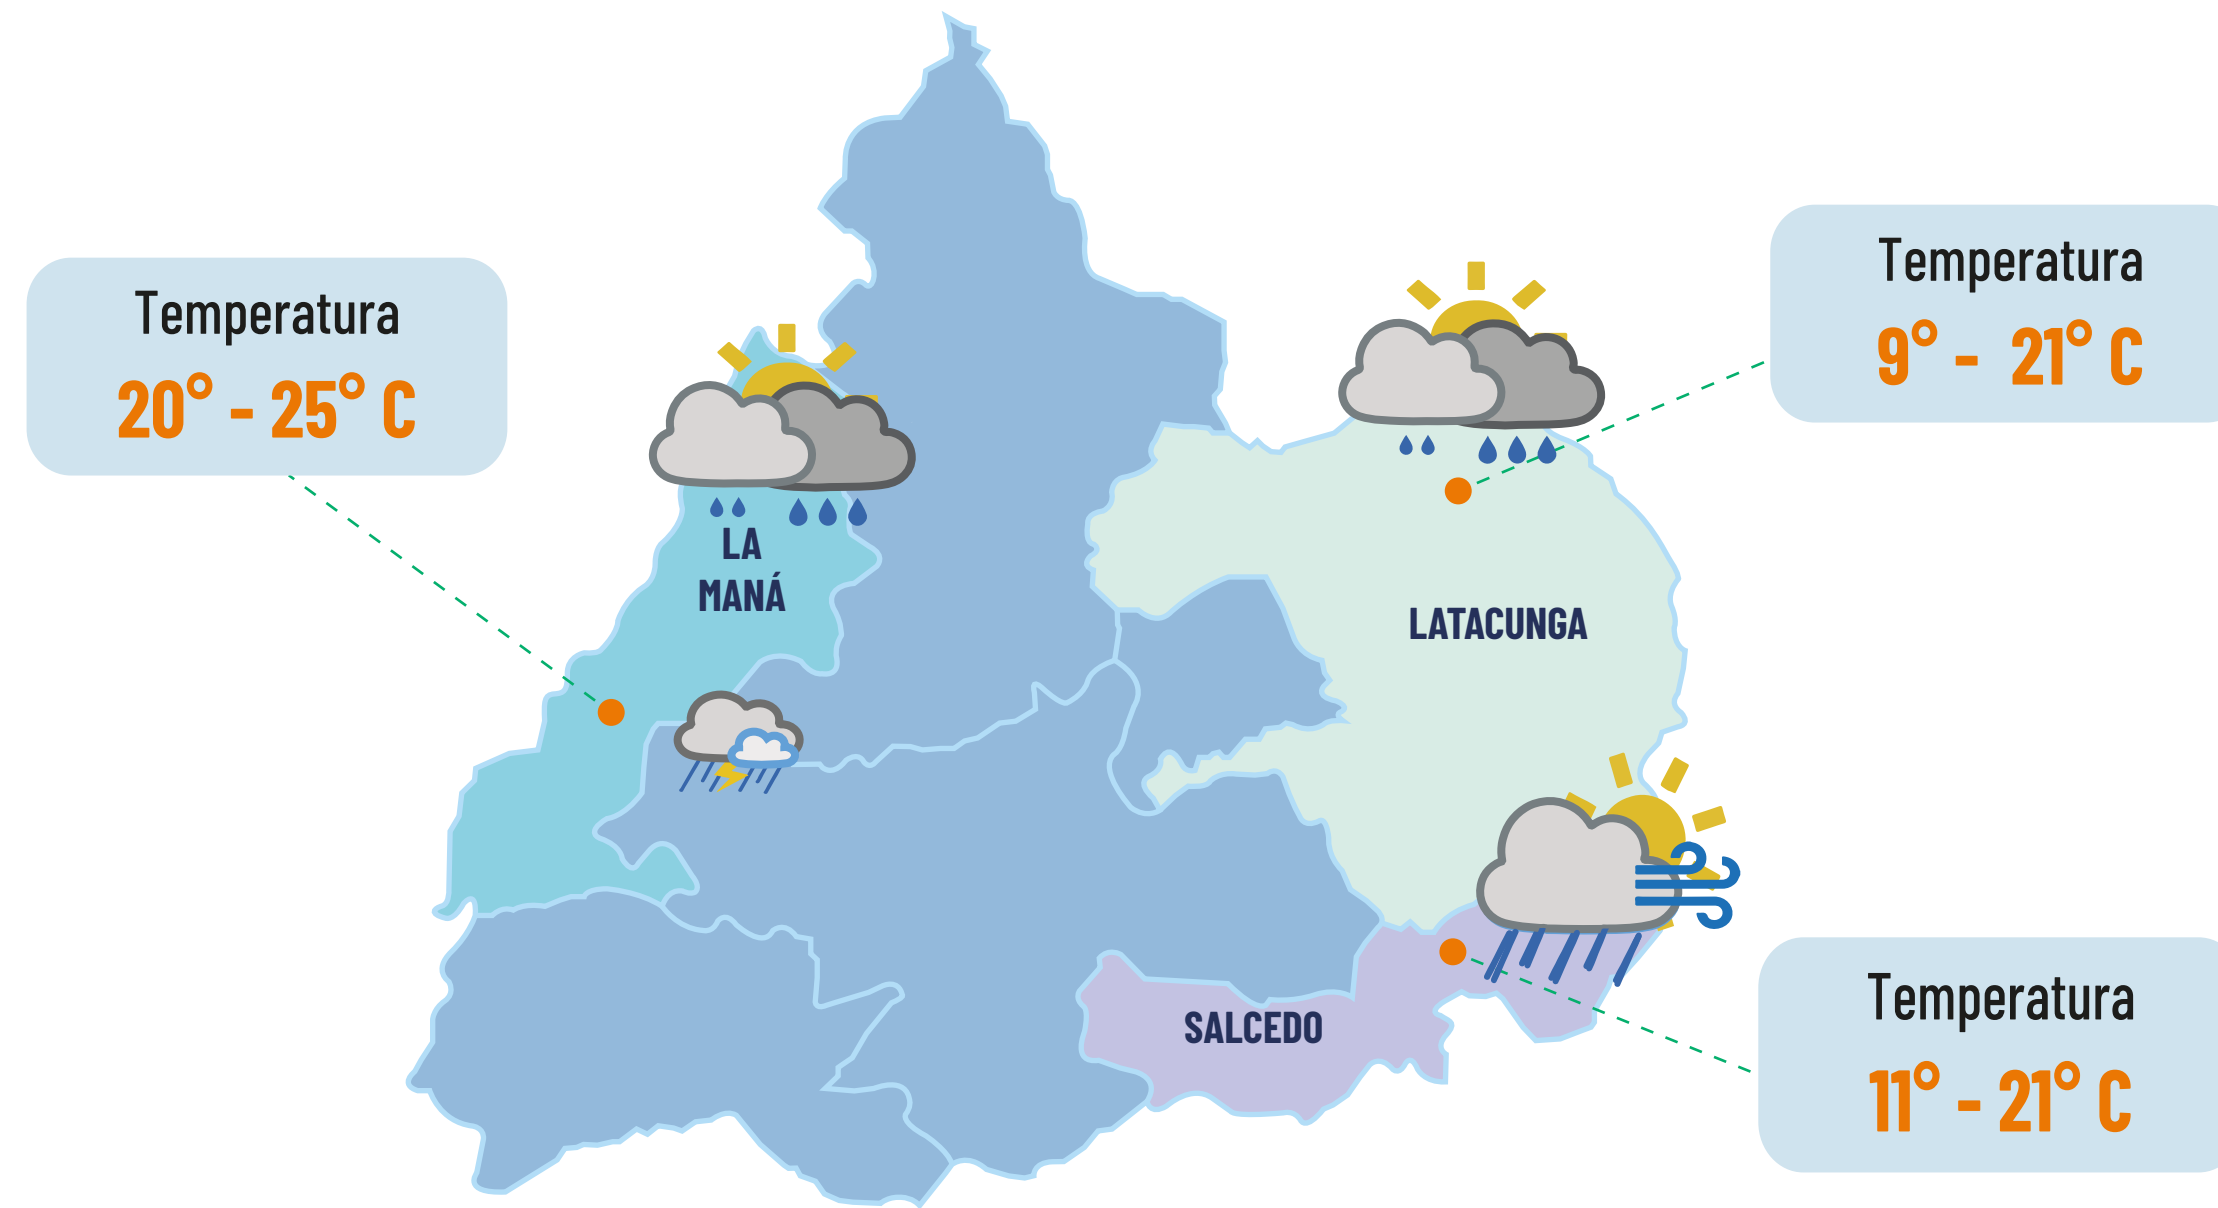 Temperatura
20° - 25° C
Temperatura
9° - 21° C
LA
MANÁ
LATACUNGA
SALCEDO
Temperatura
11° - 21° C